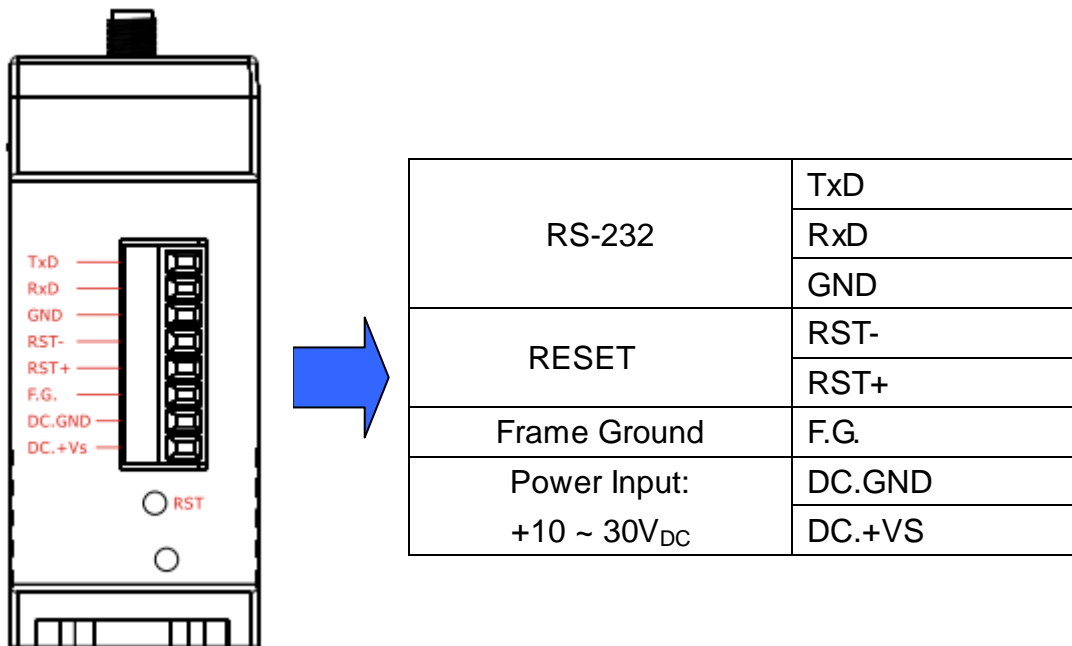 TxD
RxD
GND
RST-
RST+
F.G.
DC.GND
DC.+Vs
RST
RS-232
TxD
RxD
GND
RESET
RST-
RST+
Frame Ground
F.G.
Power Input:
+10 ~ 30VDC
DC.GND
DC.+VS